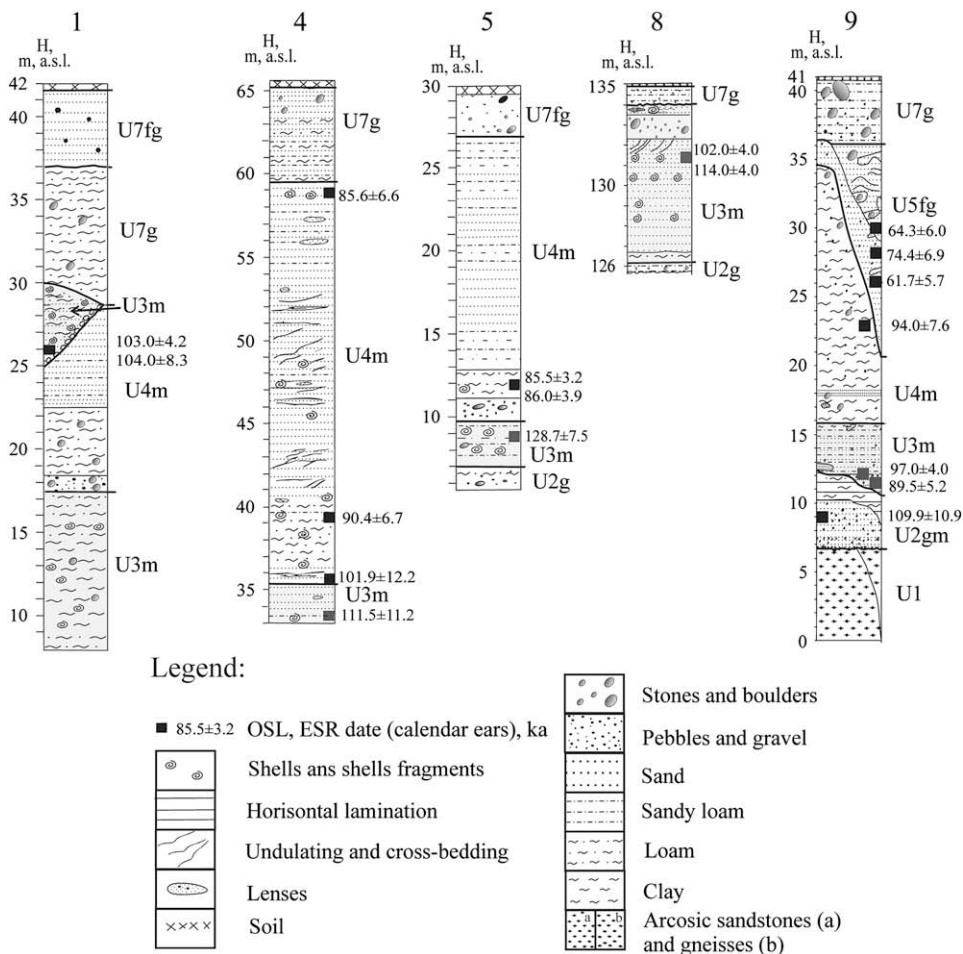 1 4 5 8 9
H,
m, a.s.l.
42
40
35
30
25
20
15
10
U7fg
U7g
U3m
103.0±4.2
104.0±8.3
U4m
U3m
H,
m, a.s.l.
65
60
55
50
45
40
35
U7g
85.6±6.6
U4m
90.4±6.7
101.9±12.2
U3m
111.5±11.2
H,
m, a.s.l.
30
25
20
15
10
U7fg
U4m
85.5±3.2
86.0±3.9
128.7±7.5
U3m
U2g
H,
m, a.s.l.
135
130
126
U7g
102.0±4.0
114.0±4.0
U3m
U2g
H,
m, a.s.l.
41
40
35
30
25
20
15
10
5
0
U7g
U5fg
64.3±6.0
74.4±6.9
61.7±5.7
94.0±7.6
U4m
U3m
97.0±4.0
89.5±5.2
109.9±10.9
U2gm
U1
Legend:
85.5±3.2 OSL, ESR date (calendar ears), ka
Shells ans shells fragments
Horisontal lamination
Undulating and cross-bedding
Lenses
Soil
Stones and boulders
Pebbles and gravel
Sand
Sandy loam
Loam
Clay
a b
Arcosic sandstones (a)
and gneisses (b)